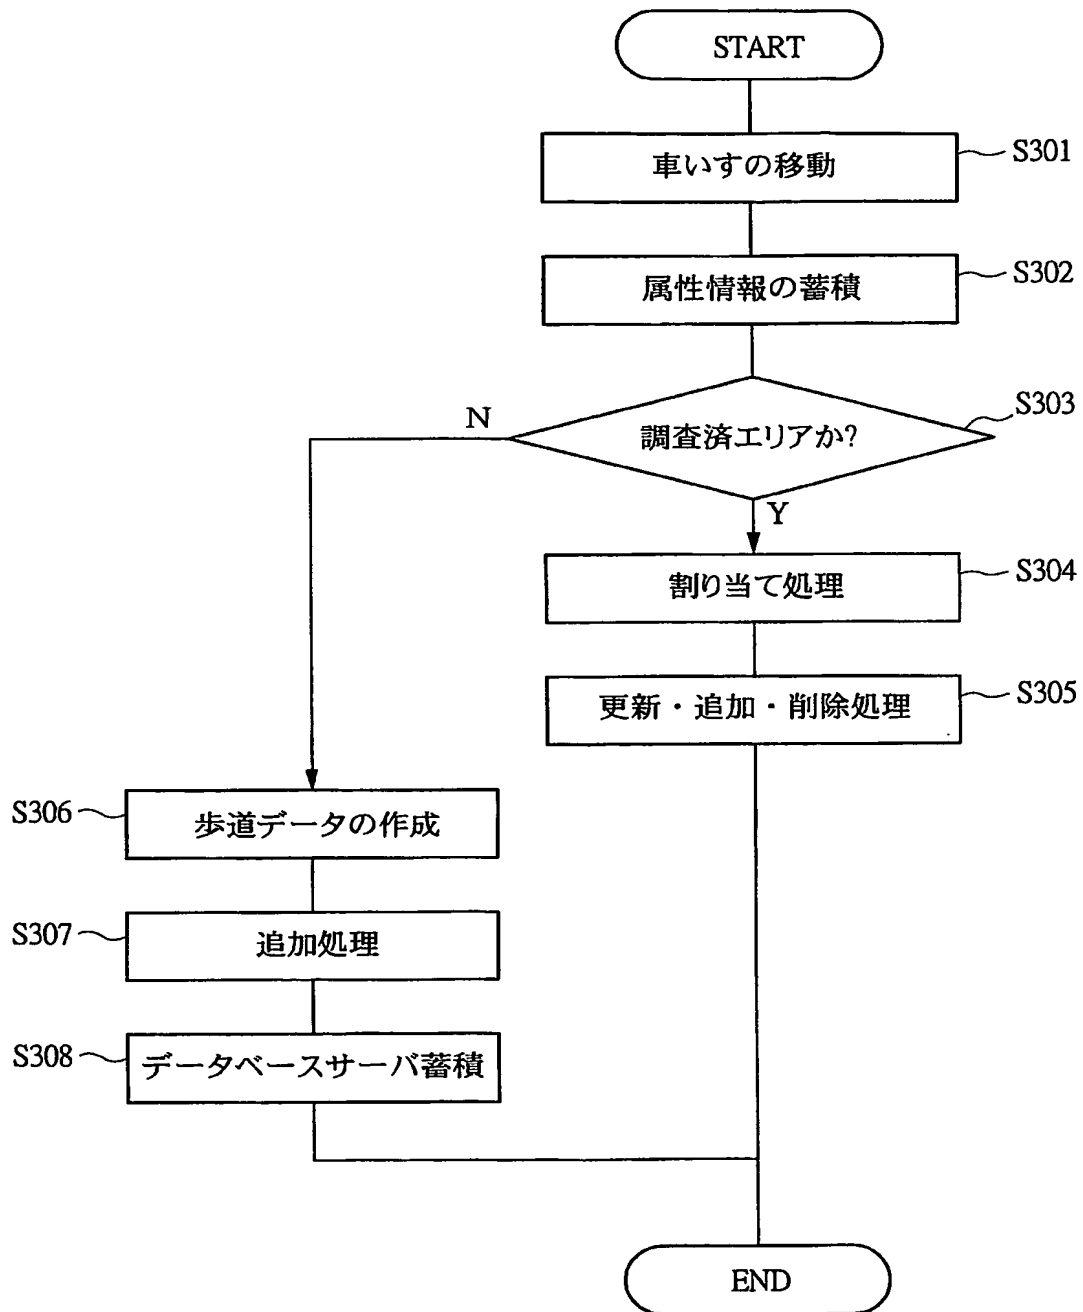 START
車いすの移動
S301
属性情報の蓄積
S302
調査済エリアか?
S303
N
Y
割り当て処理
S304
更新・追加・削除処理
S305
S306
歩道データの作成
S307
追加処理
S308
データベースサーバ蓄積
END